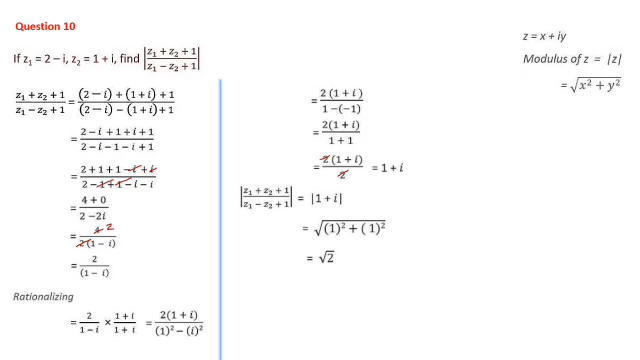 Question 10
If z₁ = 2 – i, z₂ = 1 + i, find |(z₁ + z₂ + 1)/(z₁ − z₂ + 1)|
(z₁ + z₂ + 1)/(z₁ − z₂ + 1) = ((2 − i) + (1 + i) + 1)/((2 − i) − (1 + i) + 1)
= (2 − i + 1 + i + 1)/(2 − i − 1 − i + 1)
= (2 + 1 + 1 − i + i)/(2 − 1 + 1 − i − i)
= (4 + 0)/(2 − 2i)
= 4 2/(2 (1 − i))
= 2/(1 − i)
Rationalizing
= 2/(1 − i) × (1 + i)/(1 + i) = 2(1 + i)/((1)² − (i)²)
= 2 (1 + i)/(1 − (−1))
= 2(1 + i)/(1 + 1)
= 2 (1 + i)/2 = 1 + i
|(z₁ + z₂ + 1)/(z₁ − z₂ + 1)| = |1 + i|
= √((1)² + ( 1)²)
= √2
z = x + iy
Modulus of z = |z|
= √(x² + y²)